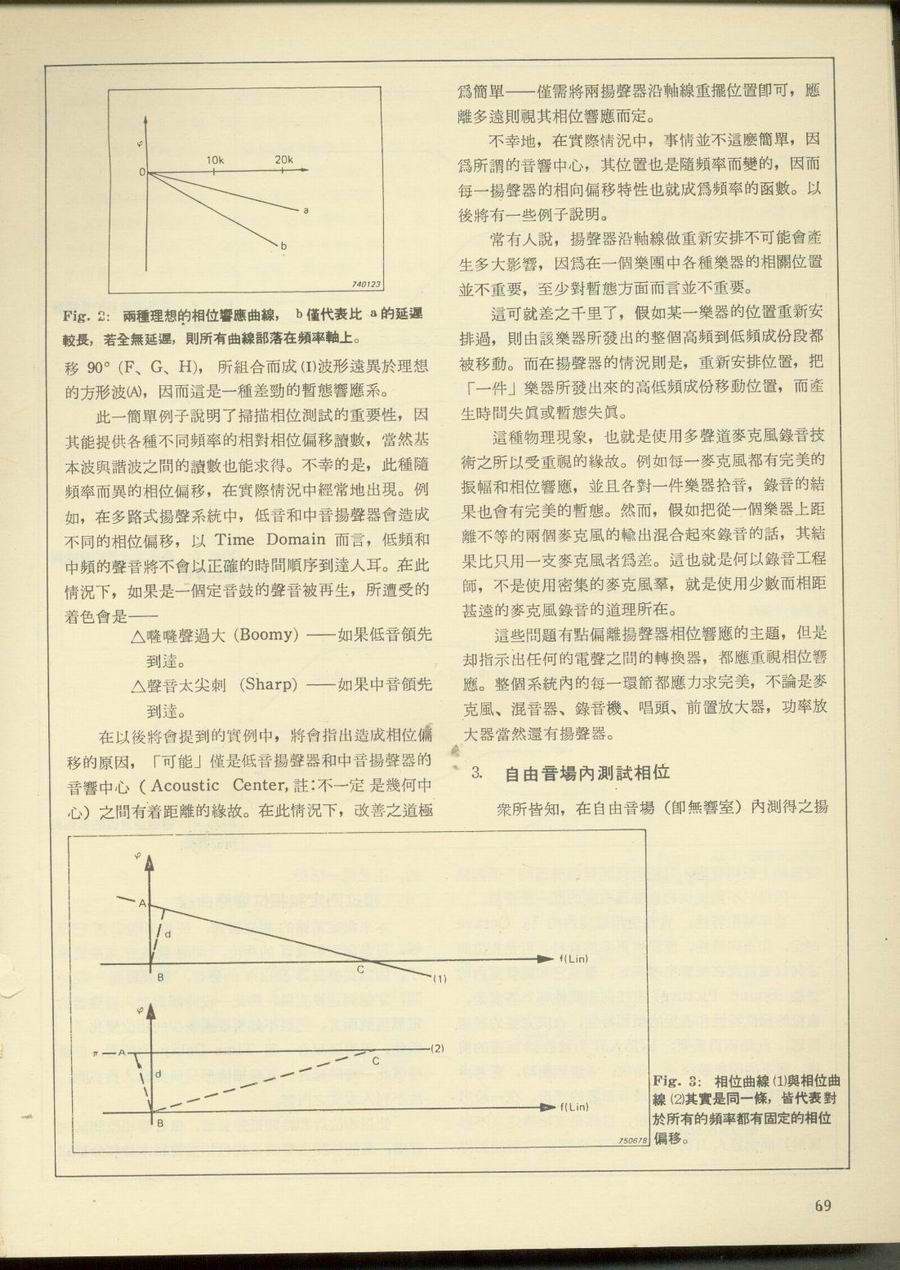 φ
10k
20k
0
a
b
740123
Fig. 2: 兩種理想的相位響應曲線, b僅代表比 a的延遲
較長,若全無延遲,則所有曲線部落在頻率軸上。
移 90° (F、G、H), 所組合而成(I)波形遠異於理想
的方形波(A),因而這是一種差勁的暫態響應系。
此一簡單例子說明了掃描相位測試的重要性,因
其能提供各種不同頻率的相對相位偏移讀數,當然基
本波與諧波之間的讀數也能求得。不幸的是,此種隨
頻率而異的相位偏移,在實際情況中經常地出現。例
如,在多路式揚聲系統中,低音和中音揚聲器會造成
不同的相位偏移,以 Time Domain 而言,低頻和
中頻的聲音將不會以正確的時間順序到達人耳。在此
情況下,如果是一個定音鼓的聲音被再生,所遭受的
着色會是——
△隆隆聲過大 (Boomy) ——如果低音領先
到達。
△聲音太尖刺 (Sharp) ——如果中音領先
到達。
在以後將會提到的實例中,將會指出造成相位偏
移的原因,「可能」僅是低音揚聲器和中音揚聲器的
音響中心 ( Acoustic Center, 註:不一定 是幾何中
心) 之間有着距離的緣故。在此情況下,改善之道極
爲簡單——僅需將兩揚聲器沿軸線重擺位置卽可,應
離多遠則視其相位響應而定。
不幸地,在實際情況中,事情並不這麼簡單,因
爲所謂的音響中心,其位置也是隨頻率而變的,因而
每一揚聲器的相向偏移特性也就成爲頻率的函數。以
後將有一些例子說明。
常有人說,揚聲器沿軸線做重新安排不可能會產
生多大影響,因爲在一個樂團中各種樂器的相關位置
並不重要,至少對暫態方面而言並不重要。
這可就差之千里了,假如某一樂器的位置重新安
排過,則由該樂器所發出的整個高頻到低頻成份段都
被移動。而在揚聲器的情況則是,重新安排位置,把
「一件」樂器所發出來的高低頻成份移動位置,而產
生時間失眞或暫態失眞。
這種物理現象,也就是使用多聲道麥克風錄音技
術之所以受重視的緣故。例如每一麥克風都有完美的
振幅和相位響應,並且各對一件樂器拾音,錄音的結
果也會有完美的暫態。然而,假如把從一個樂器上距
離不等的兩個麥克風的輸出混合起來錄音的話,其結
果比只用一支麥克風者爲差。這也就是何以錄音工程
師,不是使用密集的麥克風羣,就是使用少數而相距
甚遠的麥克風錄音的道理所在。
這些問題有點偏離揚聲器相位響應的主題,但是
却指示出任何的電聲之間的轉換器,都應重視相位響
應。整個系統內的每一環節都應力求完美,不論是麥
克風、混音器、錄音機、唱頭、前置放大器,功率放
大器當然還有揚聲器。
3. 自由音場內測試相位
衆所皆知,在自由音場 (卽無響室) 內測得之揚
φ
A
d
B
C
(1)
f(Lin)
φ
π
A
d
B
C
(2)
f(Lin)
750678
Fig. 3: 相位曲線 (1)與相位曲
線 (2)其實是同一條,皆代表對
於所有的頻率都有固定的相位
偏移。
69